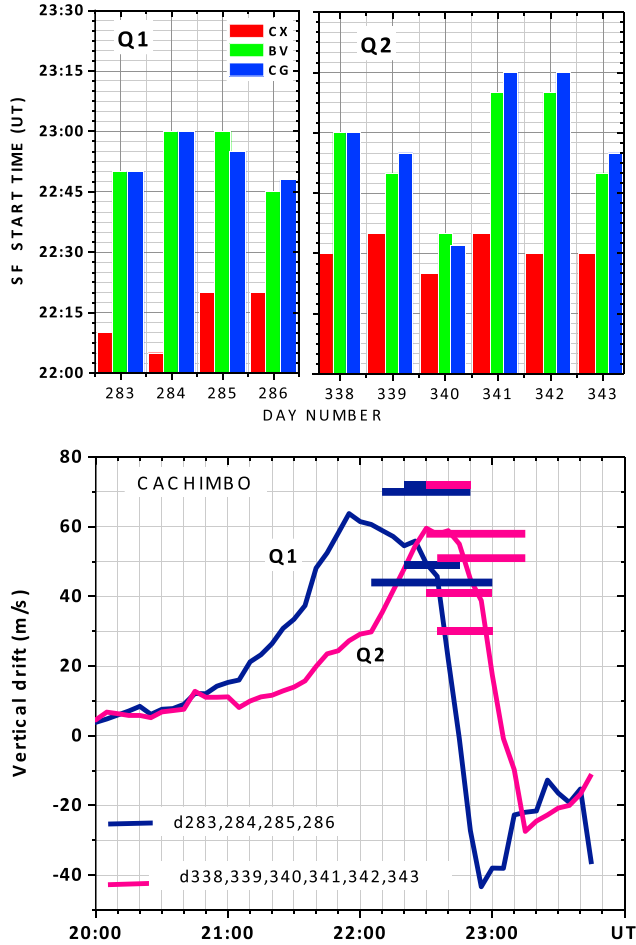 23:30
23:15
23:00
22:45
22:30
22:15
22:00
SF START TIME (UT)
Q1
CX
BV
CG
Q2
283 284 285 286 338 339 340 341 342 343
DAY NUMBER
80
60
40
20
0
-20
-40
Vertical drift (m/s)
CACHIMBO
Q1
Q2
d283,284,285,286
d338,339,340,341,342,343
20:00 21:00 22:00 23:00 UT